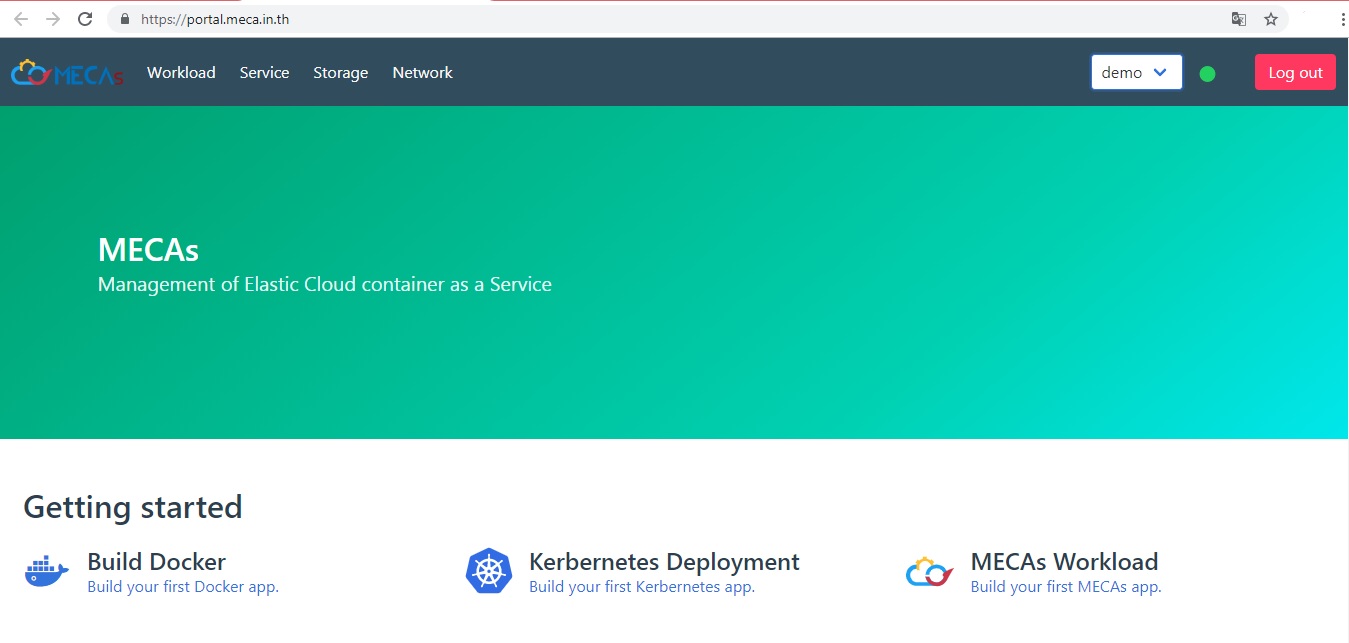 https://portal.meca.in.th
MECAs Workload Service Storage Network demo Log out
MECAs
Management of Elastic Cloud container as a Service
Getting started
Build Docker Kerbernetes Deployment MECAs Workload
Build your first Docker app. Build your first Kerbernetes app. Build your first MECAs app.